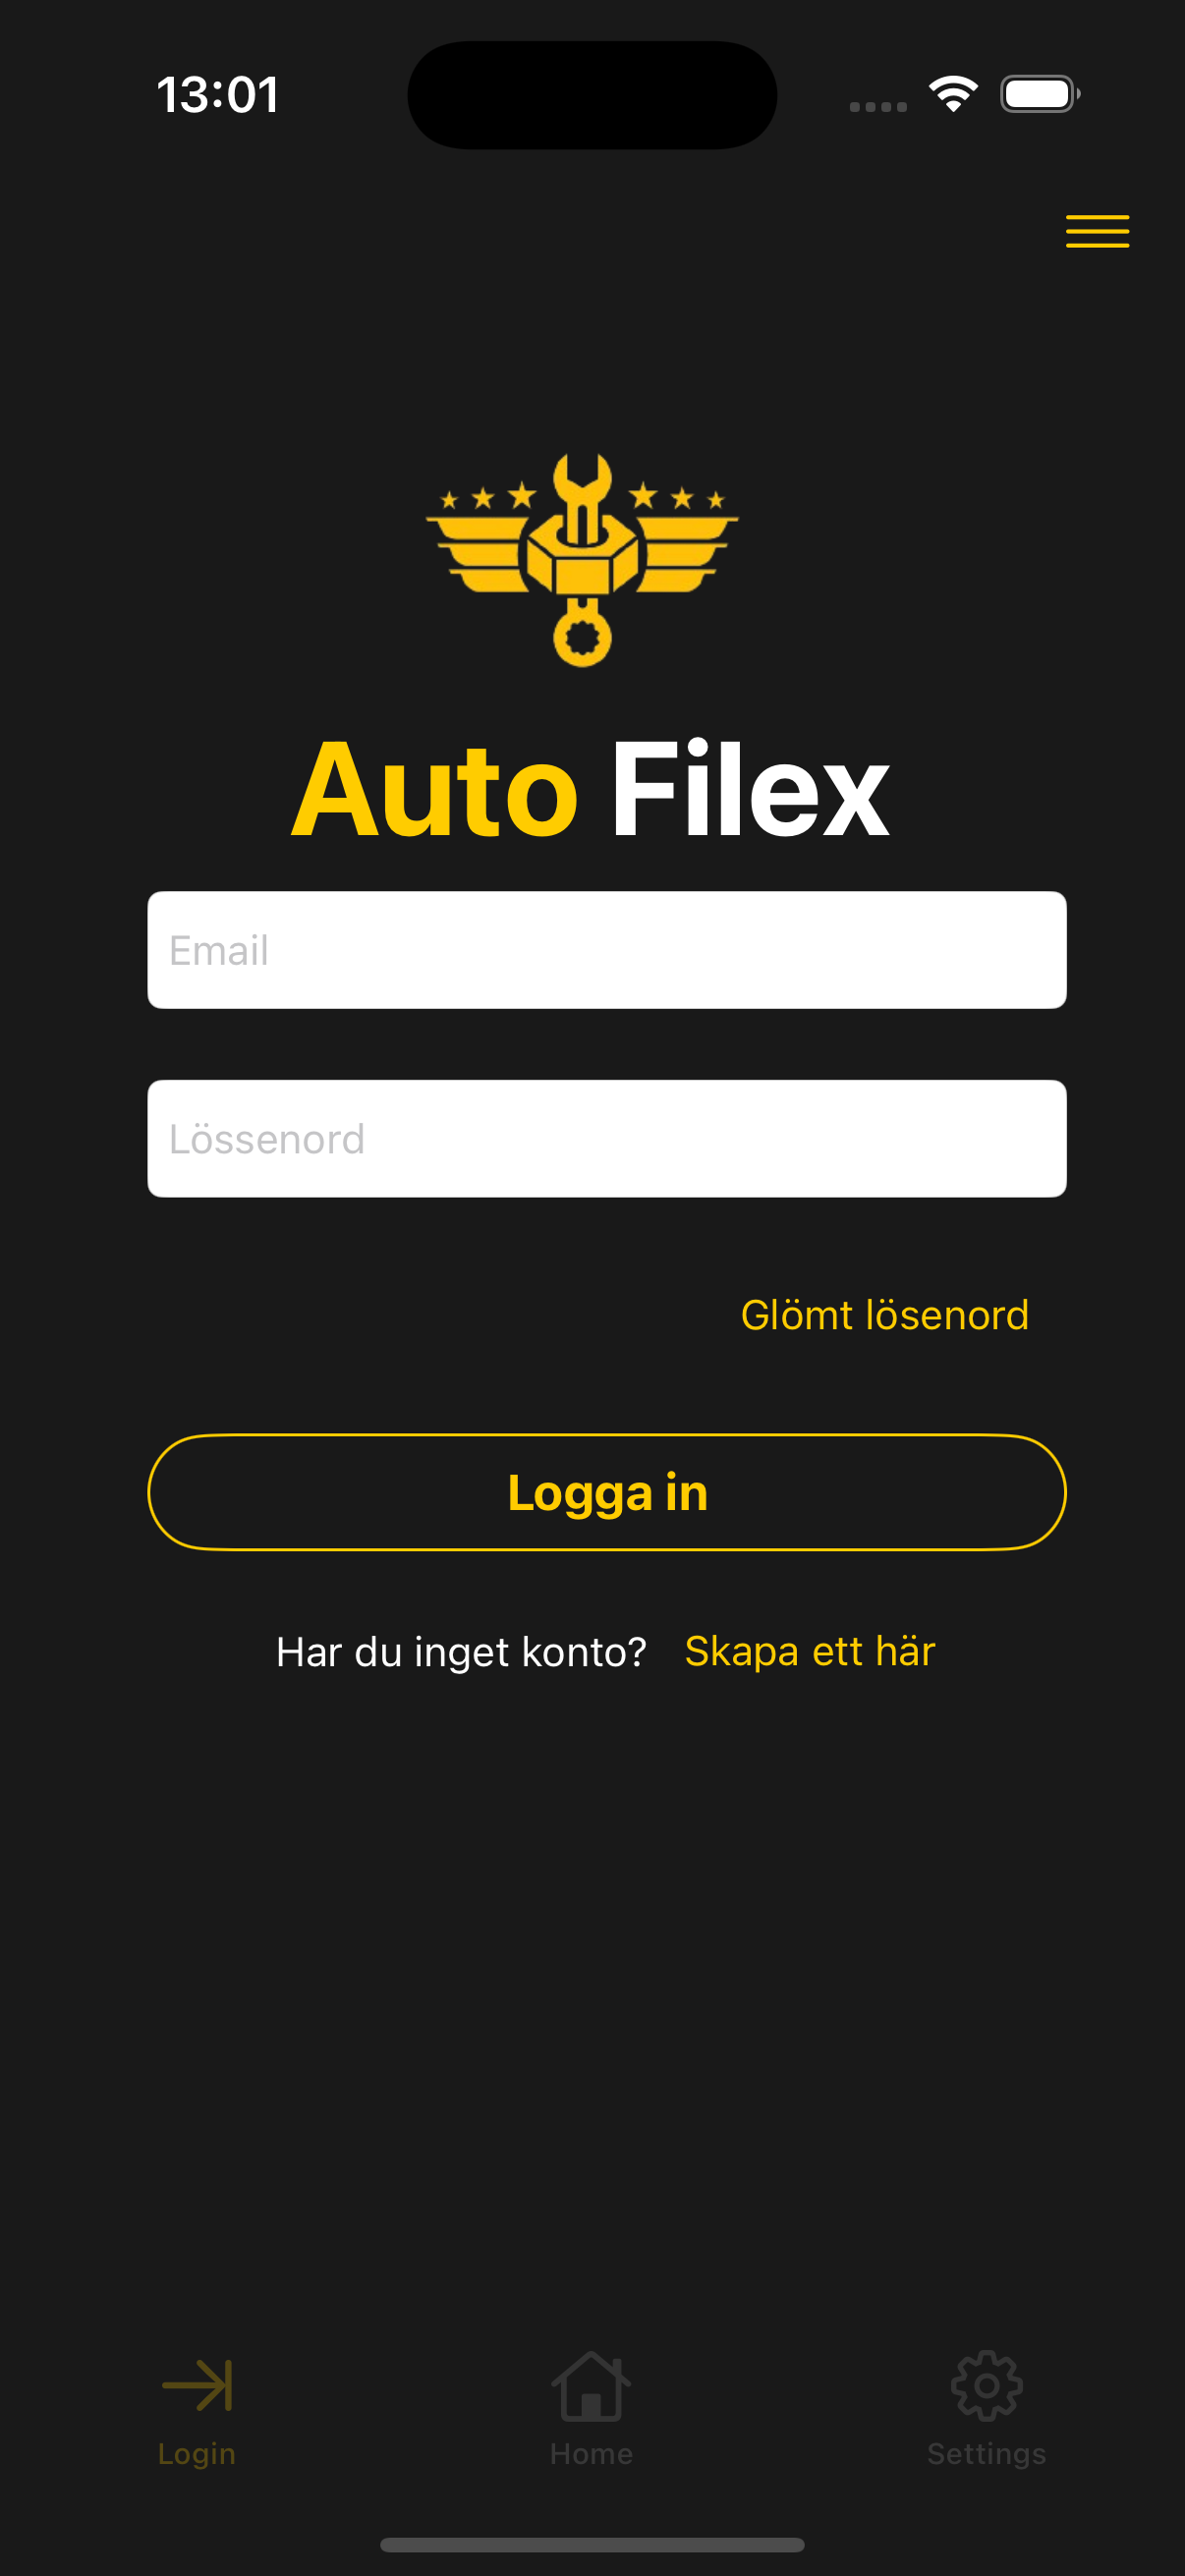 13:01
Auto Filex
Email
Lössenord
Glömt lösenord
Logga in
Har du inget konto? Skapa ett här
Login Home Settings